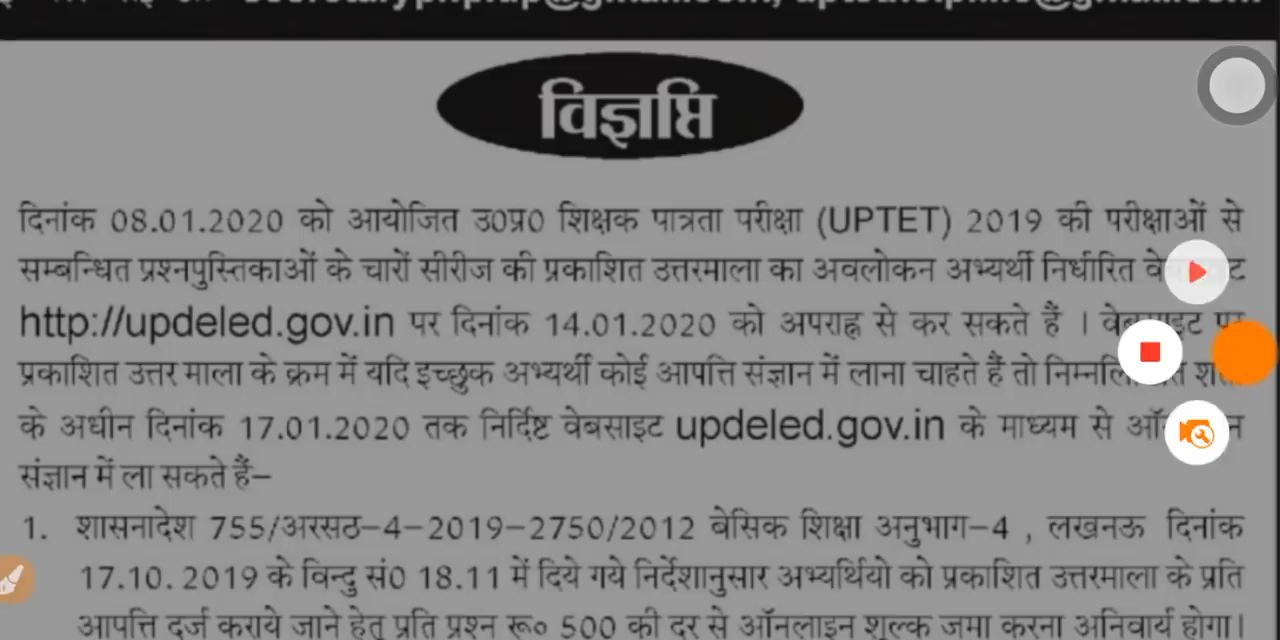 विज्ञप्ति
दिनांक 08.01.2020 को आयोजित उ0प्र0 शिक्षक पात्रता परीक्षा (UPTET) 2019 की परीक्षाओं से
सम्बन्धित प्रश्नपुस्तिकाओं के चारों सीरीज की प्रकाशित उत्तरमाला का अवलोकन अभ्यर्थी निर्धारित
http://updeled.gov.in पर दिनांक 14.01.2020 को अपराह्न से कर सकते हैं । पर
प्रकाशित उत्तर माला के क्रम में यदि इच्छुक अभ्यर्थी कोई आपत्ति संज्ञान में लाना चाहते हैं तो
के अधीन दिनांक 17.01.2020 तक निर्दिष्ट वेबसाइट updeled.gov.in के माध्यम से
संज्ञान में ला सकते हैं–
1. शासनादेश 755/अरसठ–4–2019–2750/2012 बेसिक शिक्षा अनुभाग–4 , लखनऊ दिनांक
17.10. 2019 के विन्दु सं0 18.11 में दिये गये निर्देशानुसार अभ्यर्थियो को प्रकाशित उत्तरमाला के प्रति
आपत्ति दर्ज कराये जाने हेतु प्रति प्रश्न रू० 500 की दर से ऑनलाइन शुल्क जमा करना अनिवार्य होगा।